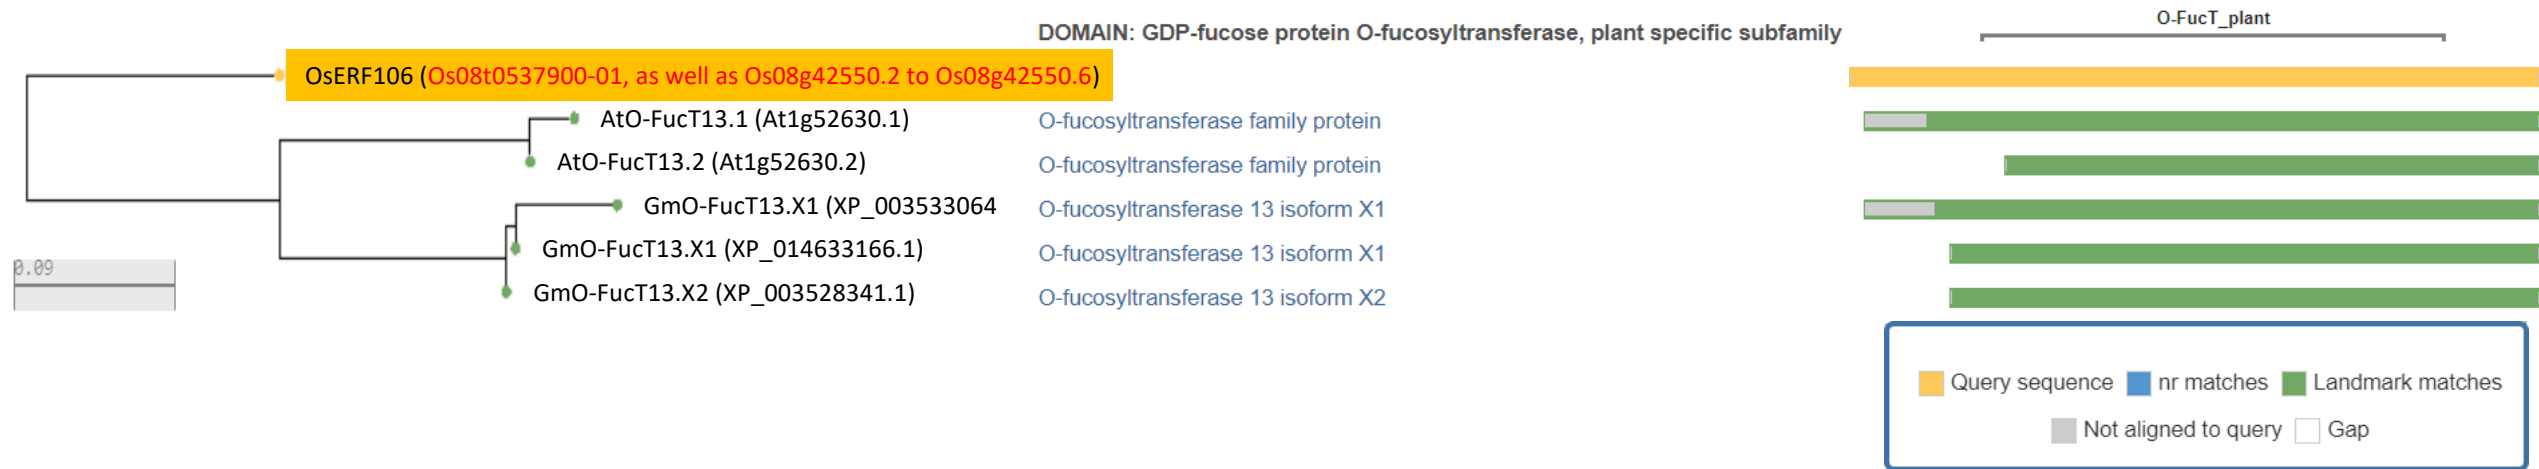 O-FucT_plant
DOMAIN: GDP-fucose protein O-fucosyltransferase, plant specific subfamily
OsERF106 (Os08t0537900-01, as well as Os08g42550.2 to Os08g42550.6)
AtO-FucT13.1 (At1g52630.1) O-fucosyltransferase family protein
AtO-FucT13.2 (At1g52630.2) O-fucosyltransferase family protein
GmO-FucT13.X1 (XP_003533064 O-fucosyltransferase 13 isoform X1
GmO-FucT13.X1 (XP_014633166.1) O-fucosyltransferase 13 isoform X1
0.09
GmO-FucT13.X2 (XP_003528341.1) O-fucosyltransferase 13 isoform X2
Query sequence nr matches Landmark matches
Not aligned to query Gap